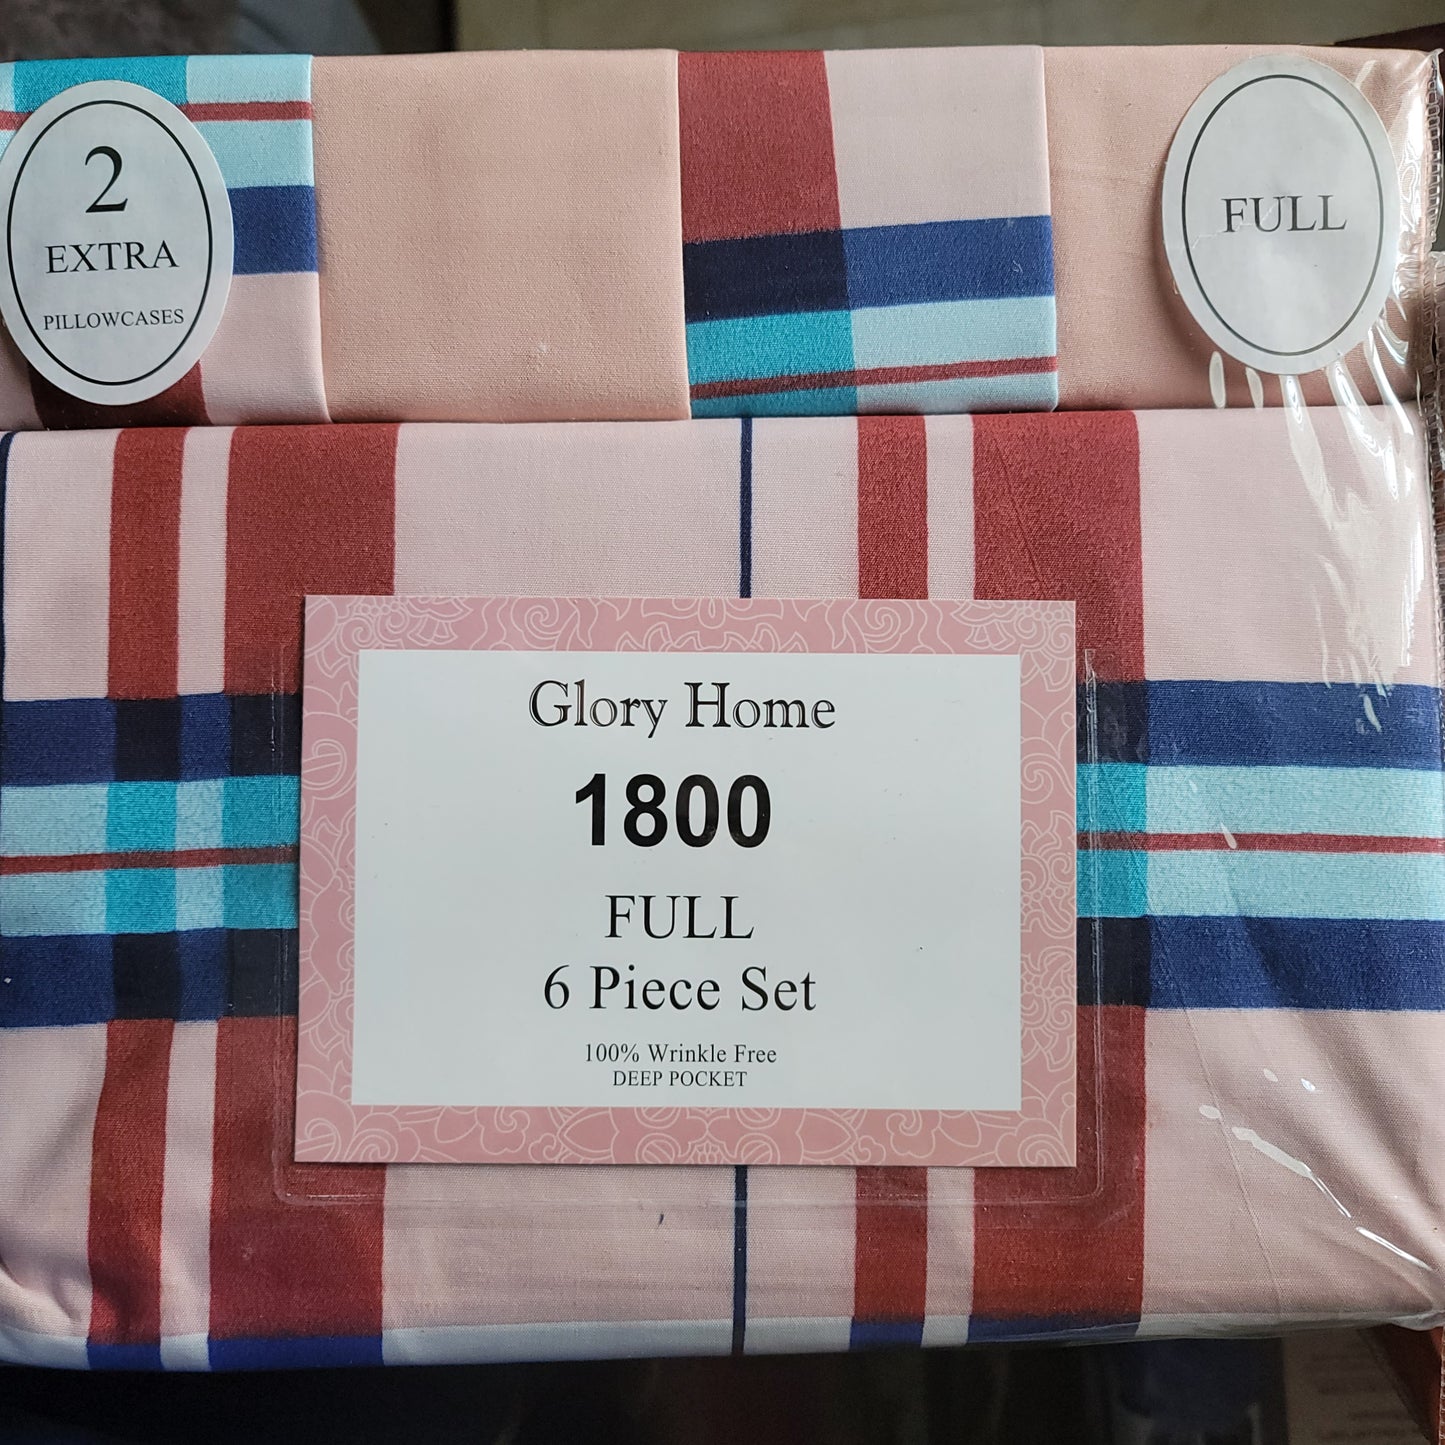 2
EXTRA
PILLOWCASES
FULL
Glory Home
1800
FULL
6 Piece Set
100% Wrinkle Free
DEEP POCKET